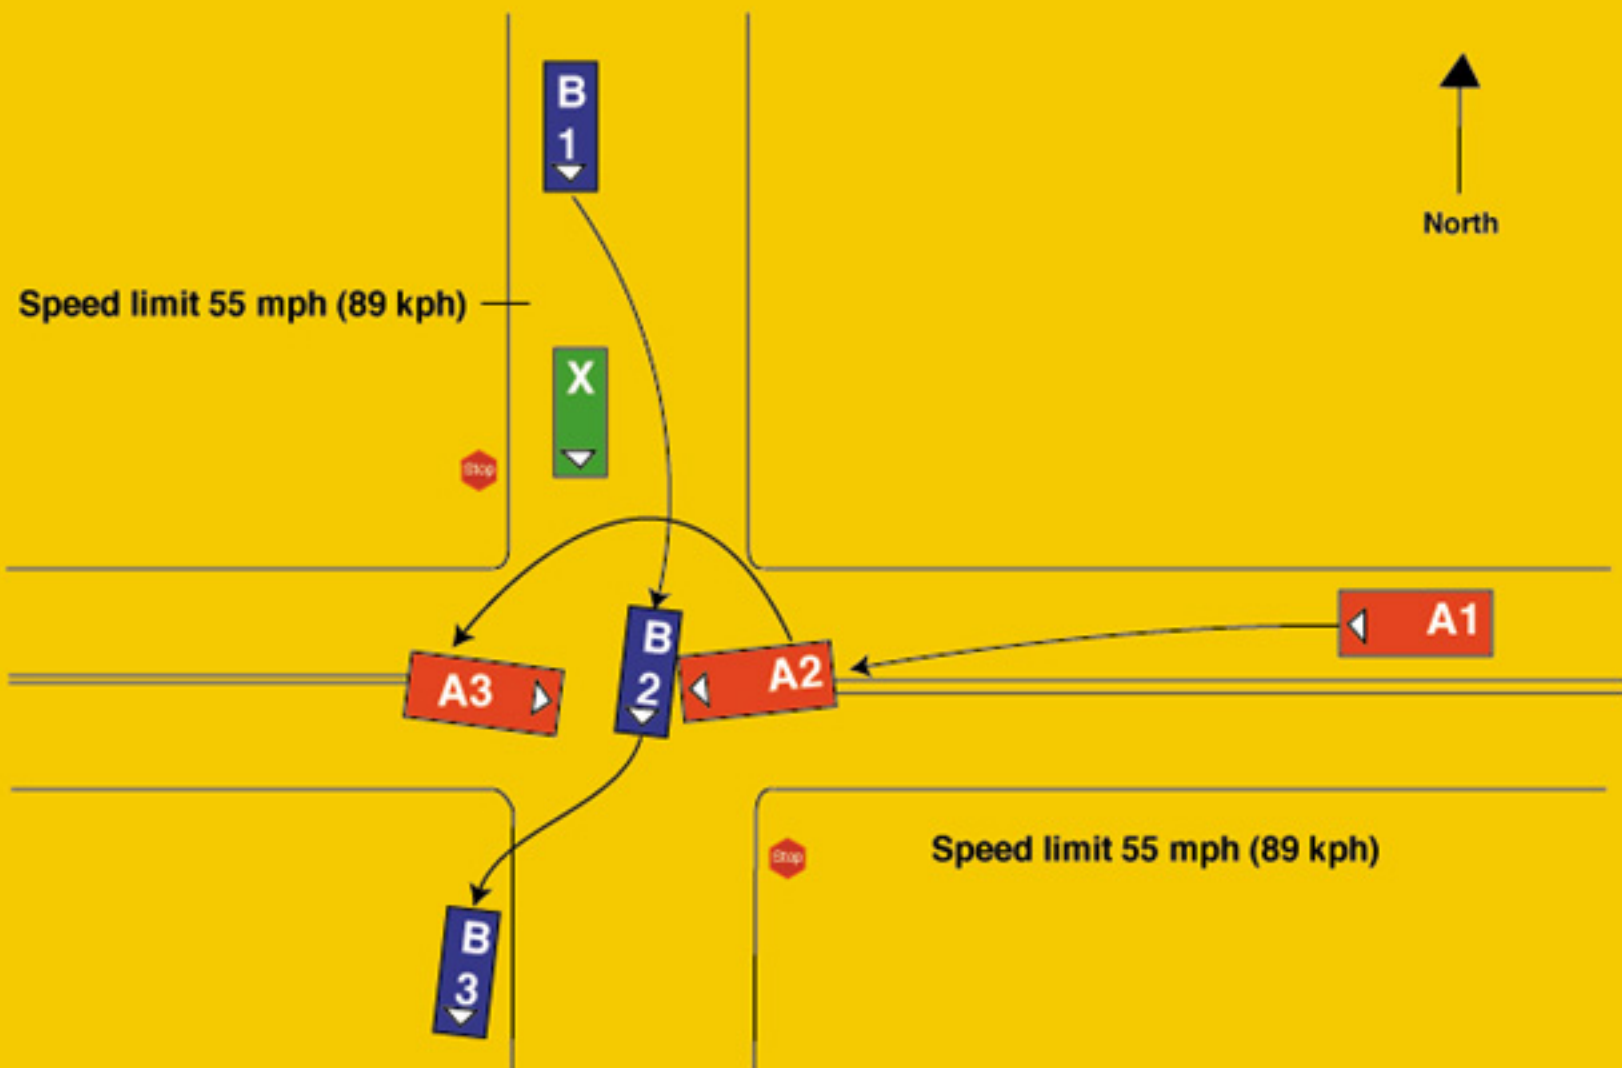 B
1
North
Speed limit 55 mph (89 kph)
X
Stop
A1
B
2
A2
A3
Stop
Speed limit 55 mph (89 kph)
B
3